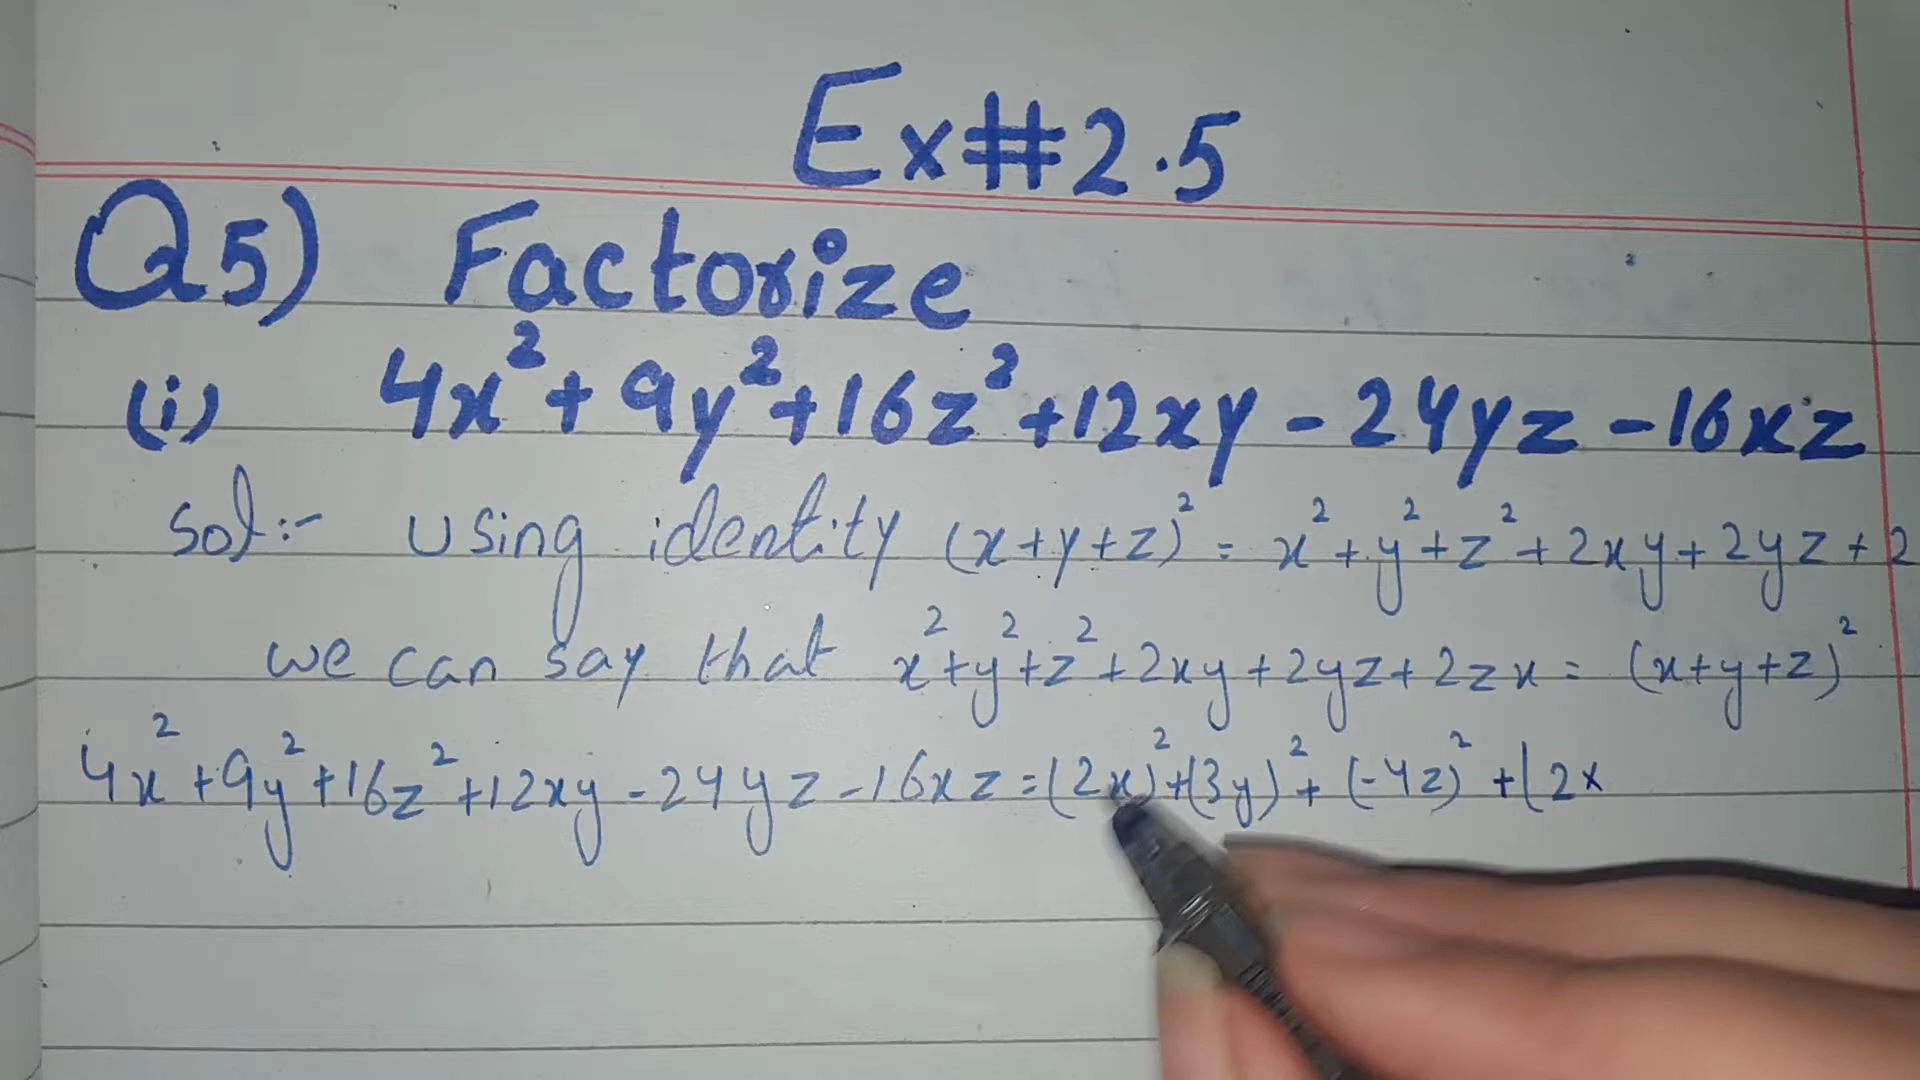 Ex#2.5
Q5) Factorize
(i) 4x² + 9y² + 16z² + 12xy - 24yz - 16xz
Sol:- Using identity (x+y+z)² = x²+y²+z²+2xy+2yz+2
we can say that x²+y²+z²+2xy+2yz+2zx = (x+y+z)²
4x²+9y²+16z²+12xy-24yz-16xz = (2x)²+(3y)²+(-4z)²+(2x